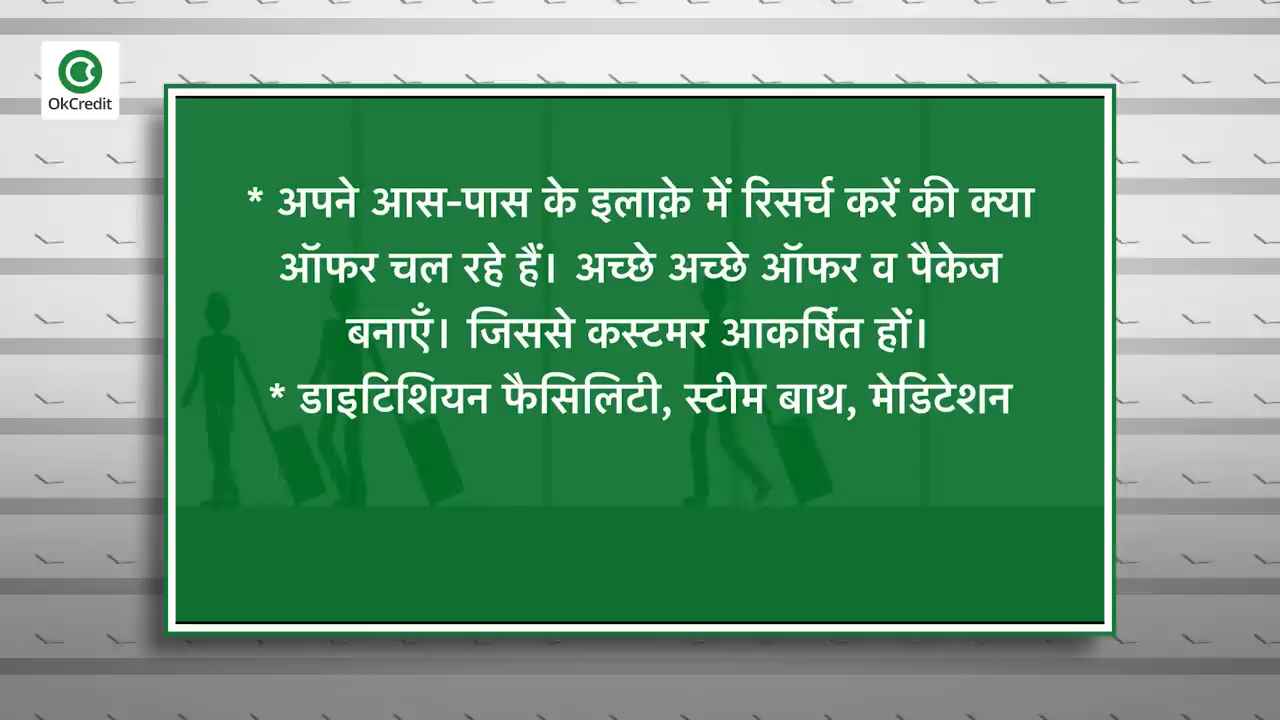 OkCredit
* अपने आस-पास के इलाक़े में रिसर्च करें की क्या
ऑफर चल रहे हैं। अच्छे अच्छे ऑफर व पैकेज
बनाएँ। जिससे कस्टमर आकर्षित हों।
* डाइटिशियन फैसिलिटी, स्टीम बाथ, मेडिटेशन